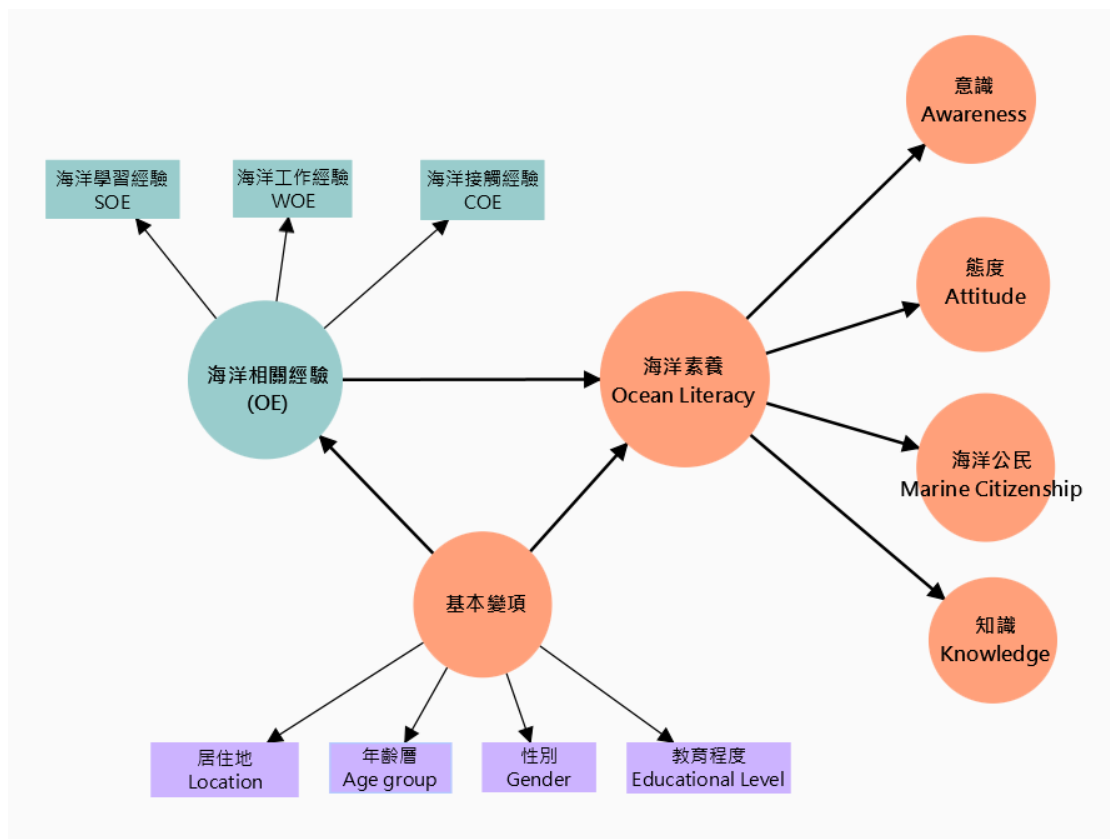 意識
Awareness
海洋學習經驗
SOE
海洋工作經驗
WOE
海洋接觸經驗
COE
態度
Attitude
海洋相關經驗
(OE)
海洋素養
Ocean Literacy
海洋公民
Marine Citizenship
基本變項
知識
Knowledge
居住地
Location
年齡層
Age group
性別
Gender
教育程度
Educational Level